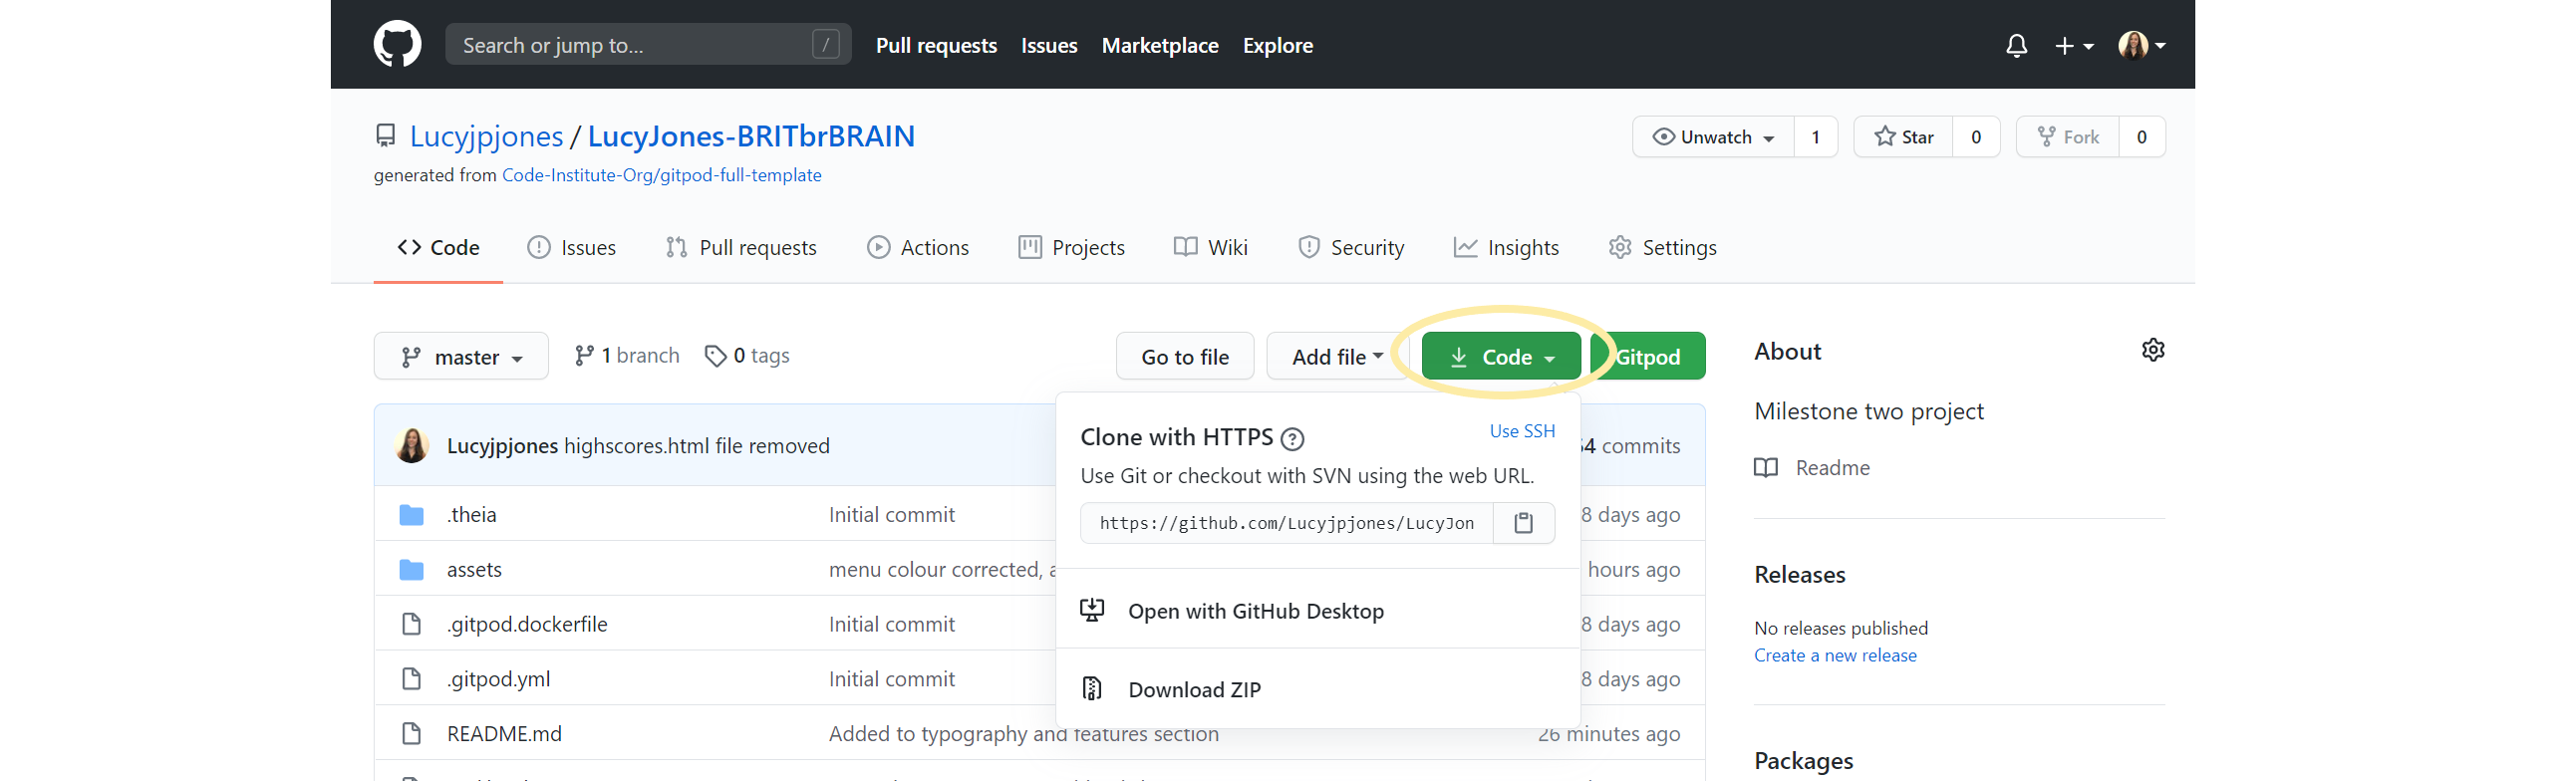 Search or jump to... / Pull requests Issues Marketplace Explore
Lucyjpjones / LucyJones-BRITbrBRAIN Unwatch 1 Star 0 Fork 0
generated from Code-Institute-Org/gitpod-full-template
Code Issues Pull requests Actions Projects Wiki Security Insights Settings
master 1 branch 0 tags Go to file Add file Code Gitpod
About
Milestone two project
Readme
Releases
No releases published
Create a new release
Packages
Lucyjpjones highscores.html file removed 4 commits
.theia Initial commit 8 days ago
assets menu colour corrected, hours ago
.gitpod.dockerfile Initial commit 8 days ago
.gitpod.yml Initial commit 8 days ago
README.md Added to typography and features section 26 minutes ago
Clone with HTTPS ? Use SSH
Use Git or checkout with SVN using the web URL.
https://github.com/Lucyjpjones/LucyJon
Open with GitHub Desktop
Download ZIP